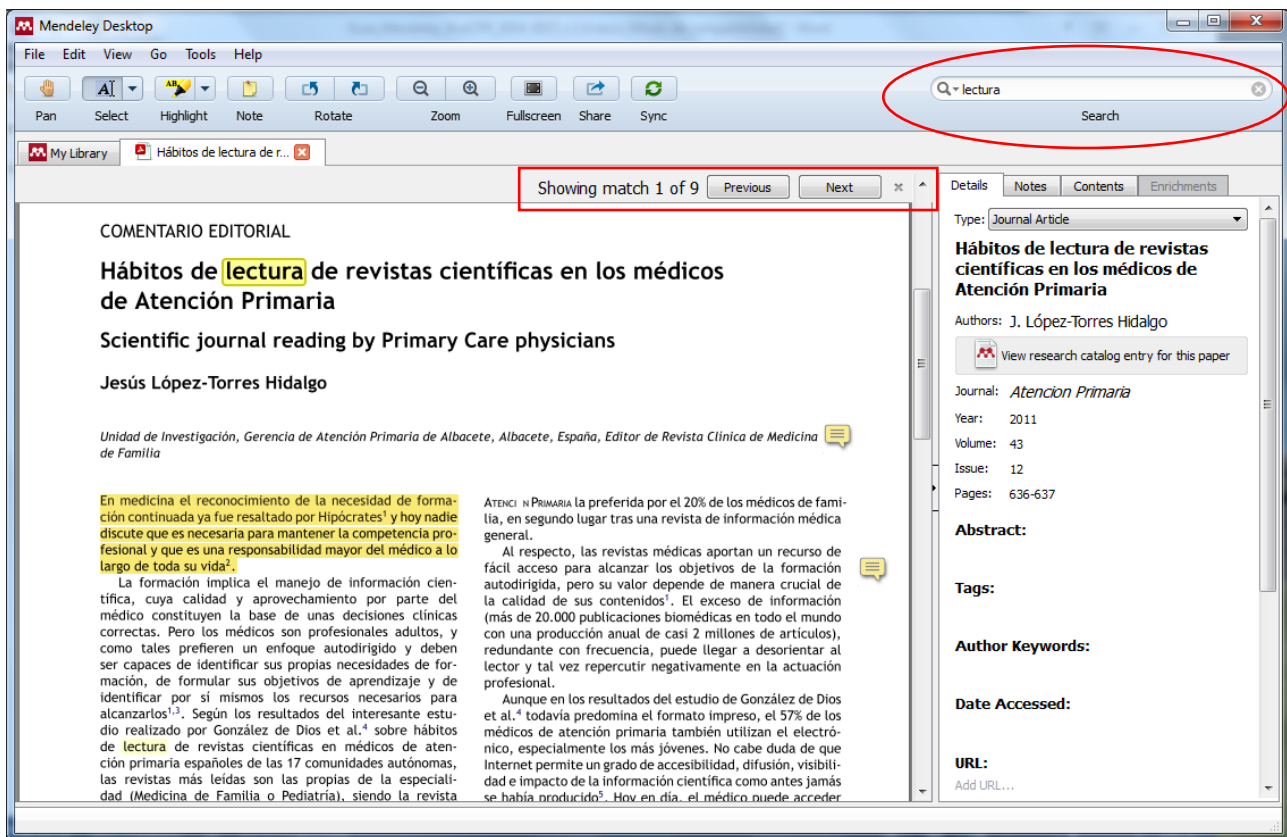 Mendeley Desktop
File Edit View Go Tools Help
Pan Select Highlight Note Rotate Zoom Fullscreen Share Sync
lectura
Search
My Library Hábitos de lectura de r...
Showing match 1 of 9 Previous Next
COMENTARIO EDITORIAL
Hábitos de lectura de revistas científicas en los médicos
de Atención Primaria
Scientific journal reading by Primary Care physicians
Jesús López-Torres Hidalgo
Unidad de Investigación, Gerencia de Atención Primaria de Albacete, Albacete, España, Editor de Revista Clínica de Medicina
de Familia
En medicina el reconocimiento de la necesidad de forma-
ción continuada ya fue resaltado por Hipócrates1 y hoy nadie
discute que es necesaria para mantener la competencia pro-
fesional y que es una responsabilidad mayor del médico a lo
largo de toda su vida2.
La formación implica el manejo de información cien-
tífica, cuya calidad y aprovechamiento por parte del
médico constituyen la base de unas decisiones clínicas
correctas. Pero los médicos son profesionales adultos, y
como tales prefieren un enfoque autodirigido y deben
ser capaces de identificar sus propias necesidades de for-
mación, de formular sus objetivos de aprendizaje y de
identificar por sí mismos los recursos necesarios para
alcanzarlos1,3. Según los resultados del interesante estu-
dio realizado por González de Dios et al.4 sobre hábitos
de lectura de revistas científicas en médicos de aten-
ción primaria españoles de las 17 comunidades autónomas,
las revistas más leídas son las propias de la especiali-
dad (Medicina de Familia o Pediatría), siendo la revista
ATENCI N PRIMARIA la preferida por el 20% de los médicos de fami-
lia, en segundo lugar tras una revista de información médica
general.
Al respecto, las revistas médicas aportan un recurso de
fácil acceso para alcanzar los objetivos de la formación
autodirigida, pero su valor depende de manera crucial de
la calidad de sus contenidos1. El exceso de información
(más de 20.000 publicaciones biomédicas en todo el mundo
con una producción anual de casi 2 millones de artículos),
redundante con frecuencia, puede llegar a desorientar al
lector y tal vez repercutir negativamente en la actuación
profesional.
Aunque en los resultados del estudio de González de Dios
et al.4 todavía predomina el formato impreso, el 57% de los
médicos de atención primaria también utilizan el electró-
nico, especialmente los más jóvenes. No cabe duda de que
Internet permite un grado de accesibilidad, difusión, visibili-
dad e impacto de la información científica como antes jamás
se había producido5. Hoy en día, el médico puede acceder
Details Notes Contents Enrichments
Type: Journal Article
Hábitos de lectura de revistas
científicas en los médicos de
Atención Primaria
Authors: J. López-Torres Hidalgo
View research catalog entry for this paper
Journal: Atencion Primaria
Year: 2011
Volume: 43
Issue: 12
Pages: 636-637
Abstract:
Tags:
Author Keywords:
Date Accessed:
URL:
Add URL...